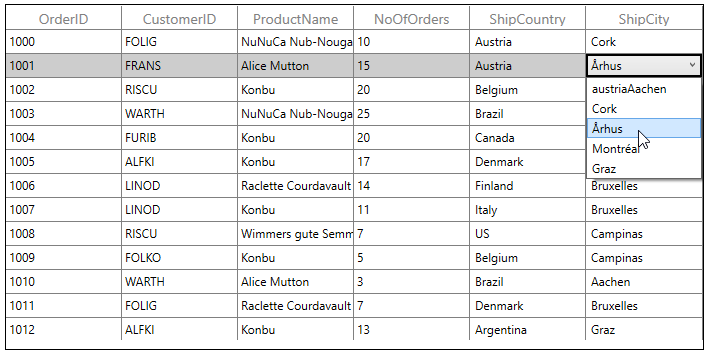 OrderID CustomerID ProductName NoOfOrders ShipCountry ShipCity
1000 FOLIG NuNuCa Nub-Nouga 10 Austria Cork
1001 FRANS Alice Mutton 15 Austria Århus
1002 RISCU Konbu 20 Belgium austriaAachen
1003 WARTH NuNuCa Nub-Nouga 25 Brazil Cork
Århus
1004 FURIB Konbu 20 Canada Montréal
1005 ALFKI Konbu 17 Denmark Graz
1006 LINOD Raclette Courdavault 14 Finland Bruxelles
1007 LINOD Konbu 11 Italy Bruxelles
1008 RISCU Wimmers gute Semm 7 US Campinas
1009 FOLKO Konbu 5 Belgium Campinas
1010 WARTH Alice Mutton 3 Brazil Aachen
1011 FOLIG Raclette Courdavault 7 Denmark Bruxelles
1012 ALFKI Konbu 13 Argentina Graz